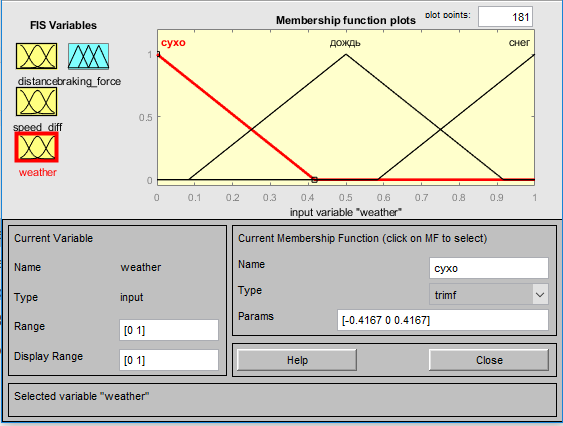 FIS Variables
Membership function plots
plot points:
181
distance
braking_force
speed_diff
weather
сухо
дождь
снег
1
0.5
0
0
0.1
0.2
0.3
0.4
0.5
0.6
0.7
0.8
0.9
1
input variable "weather"
Current Variable
Name
weather
Type
input
Range
[0 1]
Display Range
[0 1]
Current Membership Function (click on MF to select)
Name
сухо
Type
trimf
Params
[-0.4167 0 0.4167]
Help
Close
Selected variable "weather"